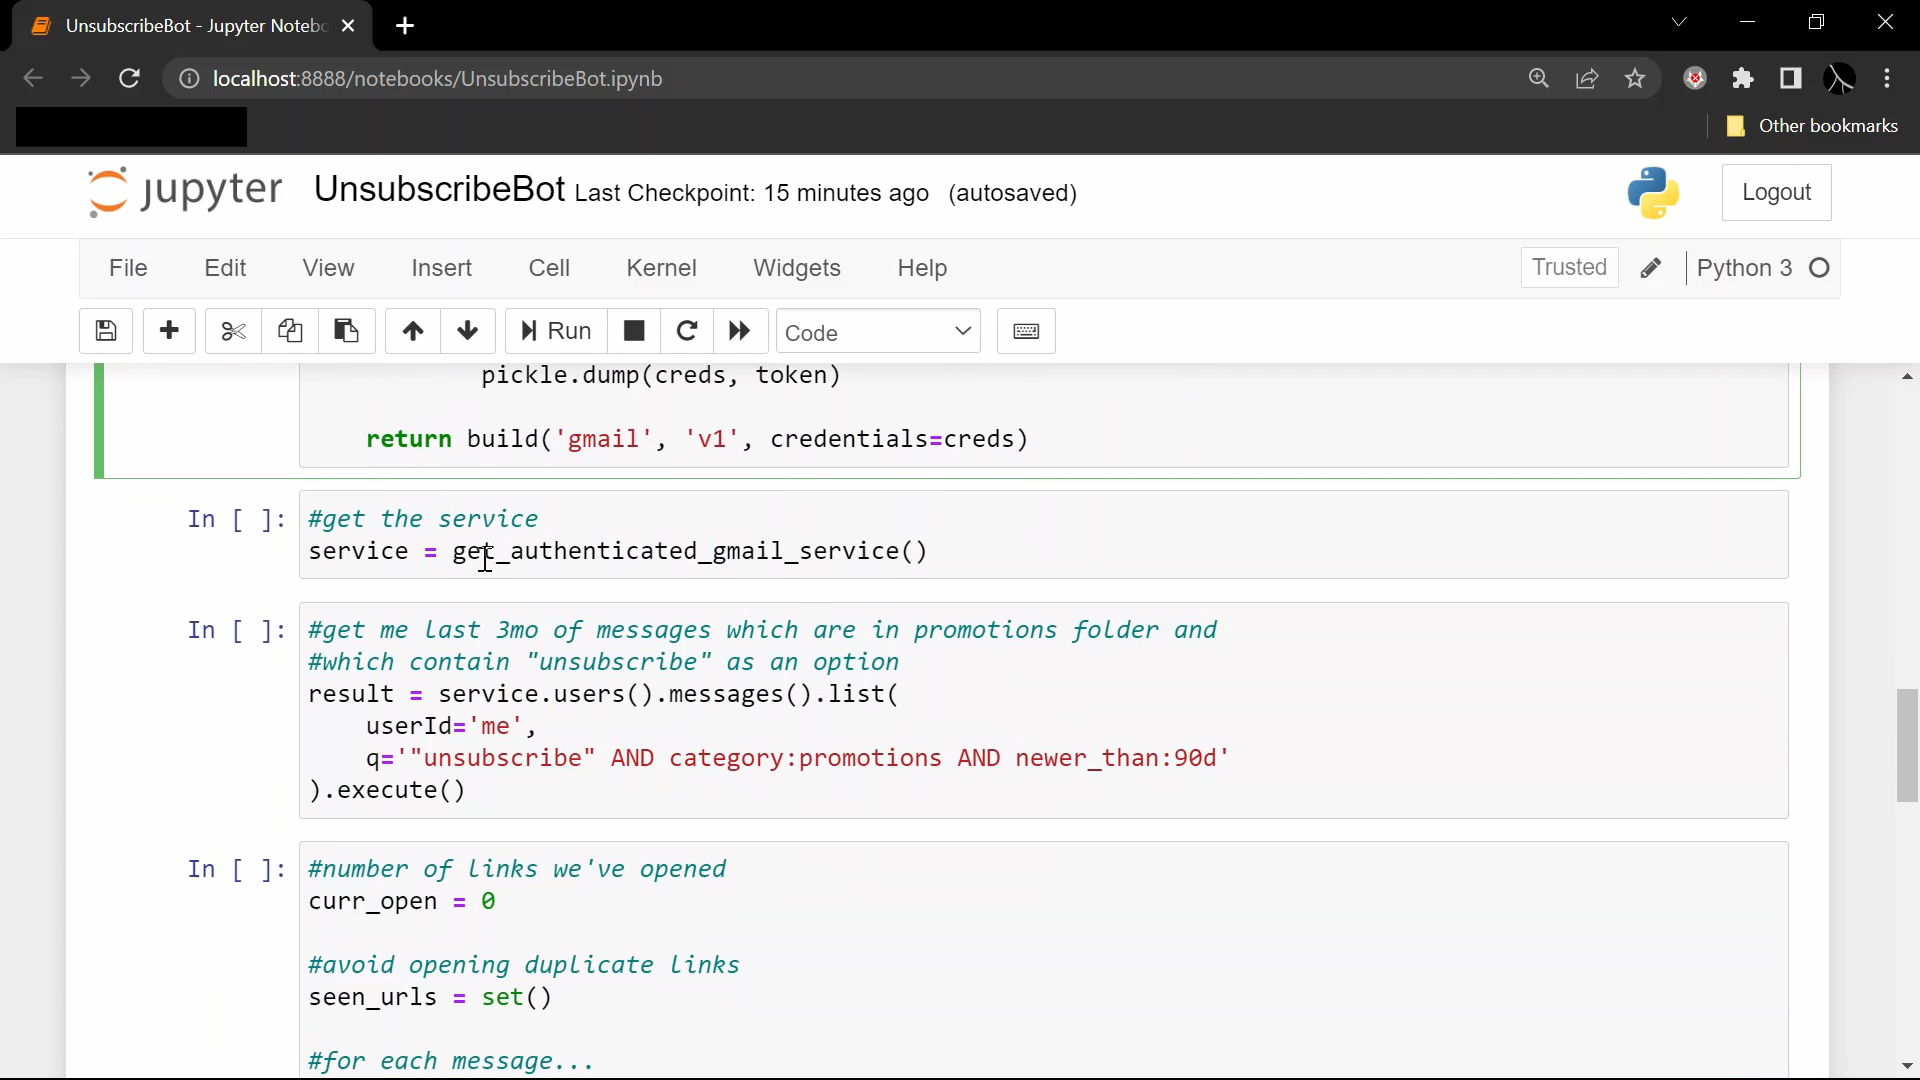 UnsubscribeBot - Jupyter Notebo
localhost:8888/notebooks/UnsubscribeBot.ipynb
Other bookmarks
jupyter UnsubscribeBot Last Checkpoint: 15 minutes ago (autosaved)
Logout
File Edit View Insert Cell Kernel Widgets Help
Trusted
Python 3
Run
Code
pickle.dump(creds, token)
return build('gmail', 'v1', credentials=creds)
In [ ]: #get the service
service = get_authenticated_gmail_service()
In [ ]: #get me last 3mo of messages which are in promotions folder and
#which contain "unsubscribe" as an option
result = service.users().messages().list(
userId='me',
q='"unsubscribe" AND category:promotions AND newer_than:90d'
).execute()
In [ ]: #number of links we've opened
curr_open = 0
#avoid opening duplicate links
seen_urls = set()
#for each message...